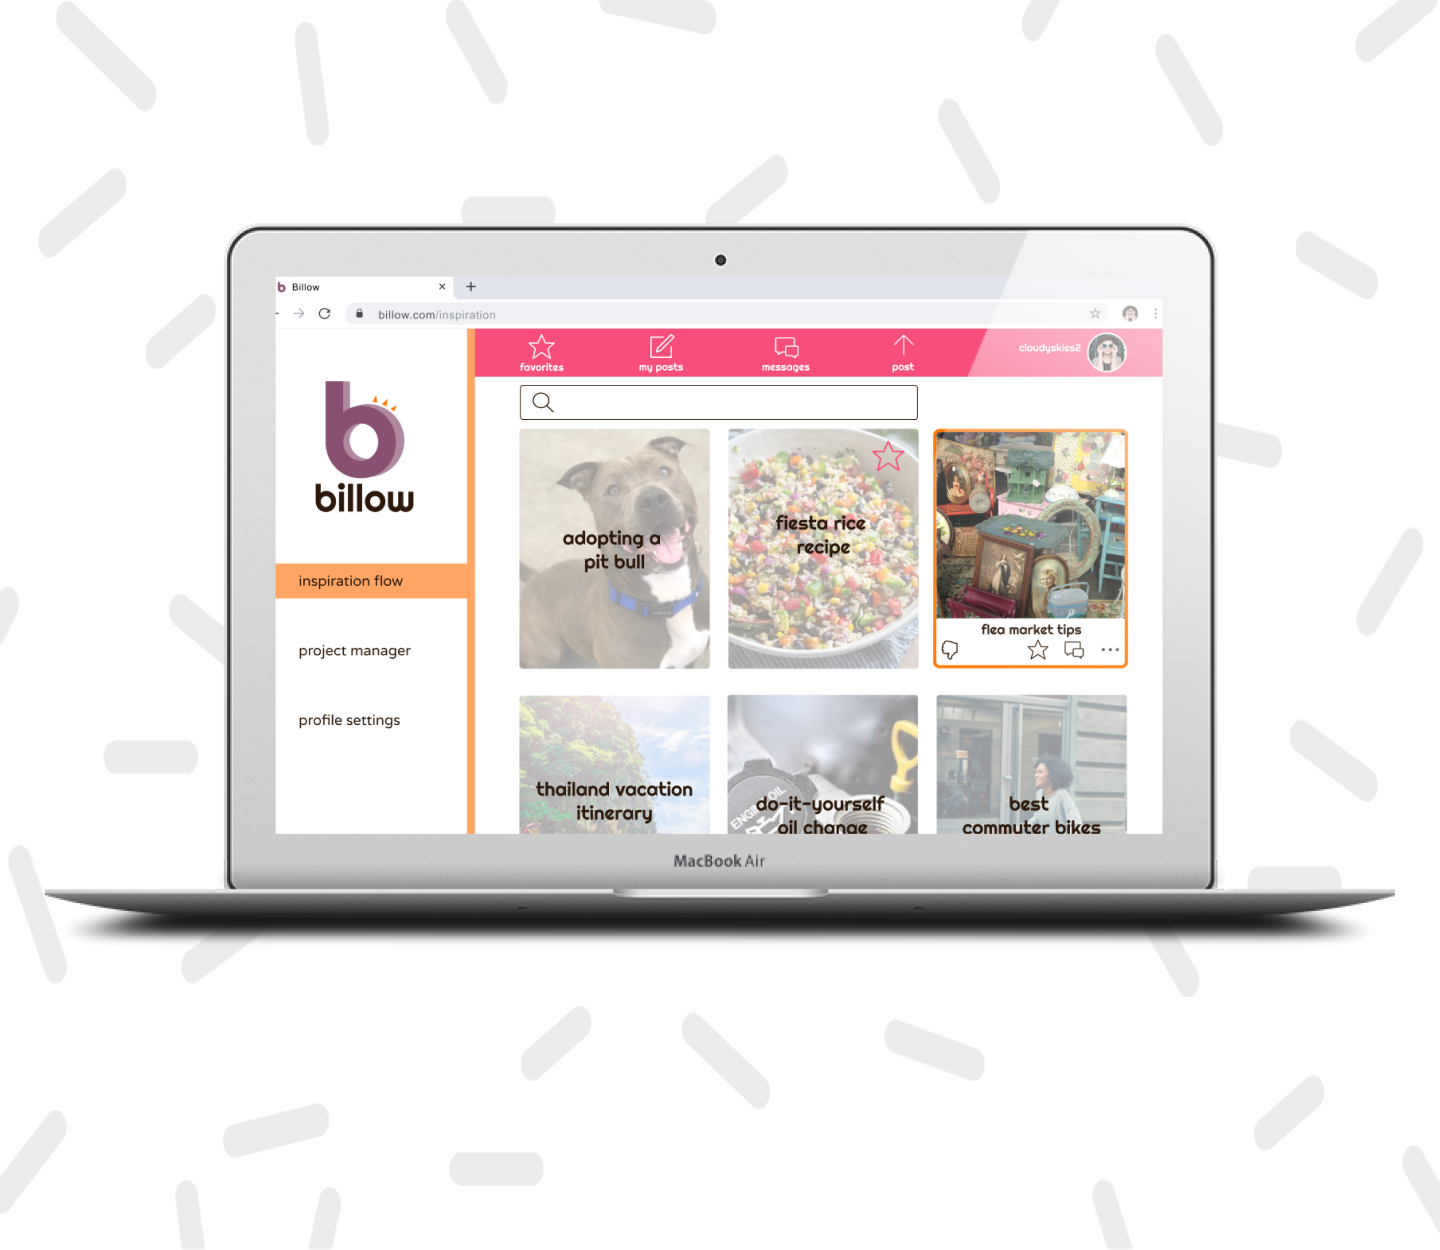 Billow
billow.com/inspiration
favorites
my posts
messages
post
cloudyskies2
b
billow
inspiration flow
project manager
profile settings
adopting a
pit bull
fiesta rice
recipe
flea market tips
thailand vacation
itinerary
ENGINE OIL
do-it-yourself
oil change
best
commuter bikes
MacBook Air